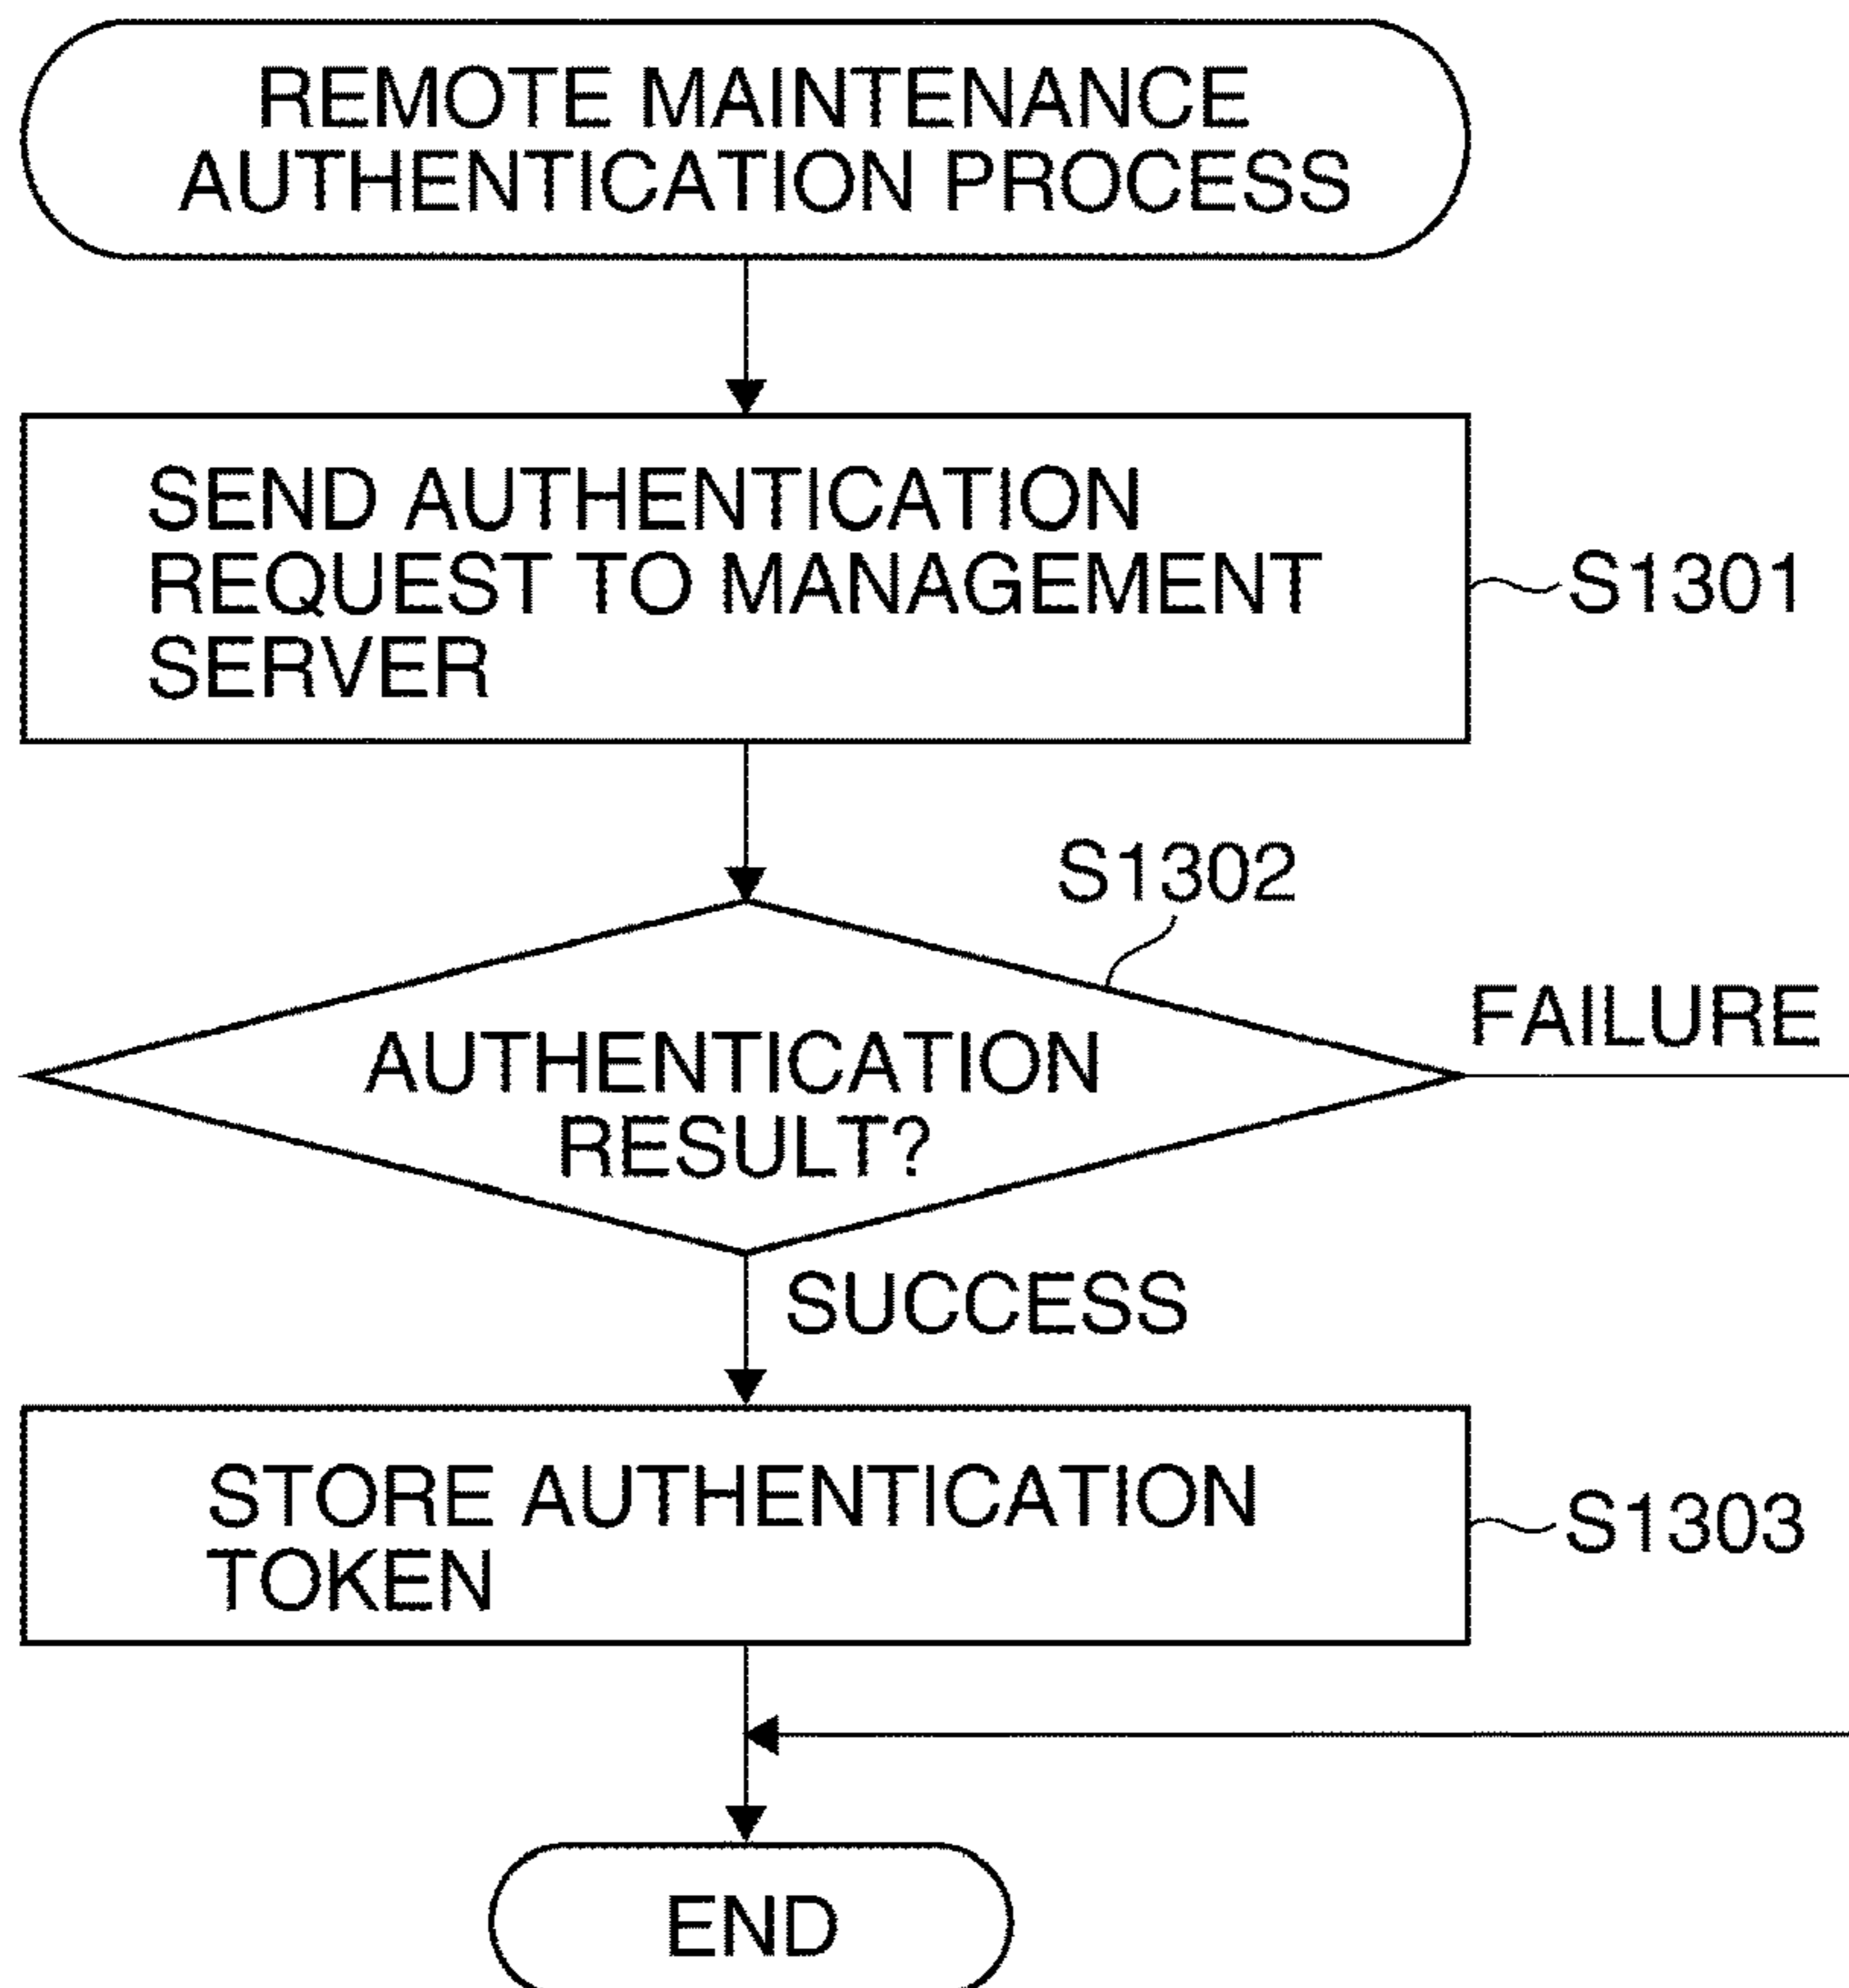 REMOTE MAINTENANCE
AUTHENTICATION PROCESS
SEND AUTHENTICATION
REQUEST TO MANAGEMENT
SERVER
S1301
S1302
AUTHENTICATION
RESULT?
FAILURE
SUCCESS
STORE AUTHENTICATION
TOKEN
S1303
END